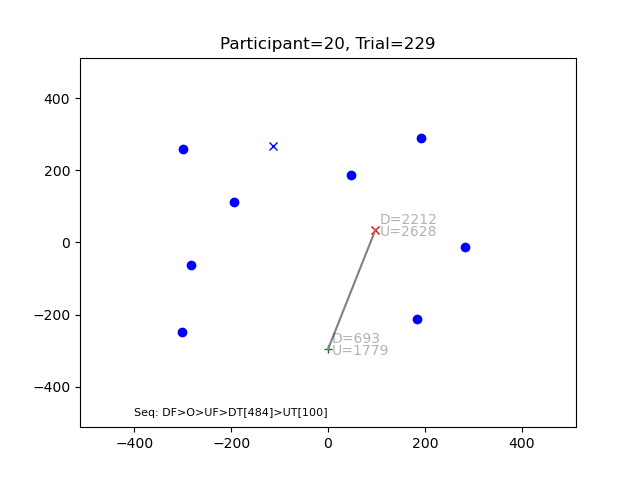 Participant=20, Trial=229
400
200
0
−200
−400
D=2212
U=2628
D=693
U=1779
Seq: DF>O>UF>DT[484]>UT[100]
−400 −200 0 200 400